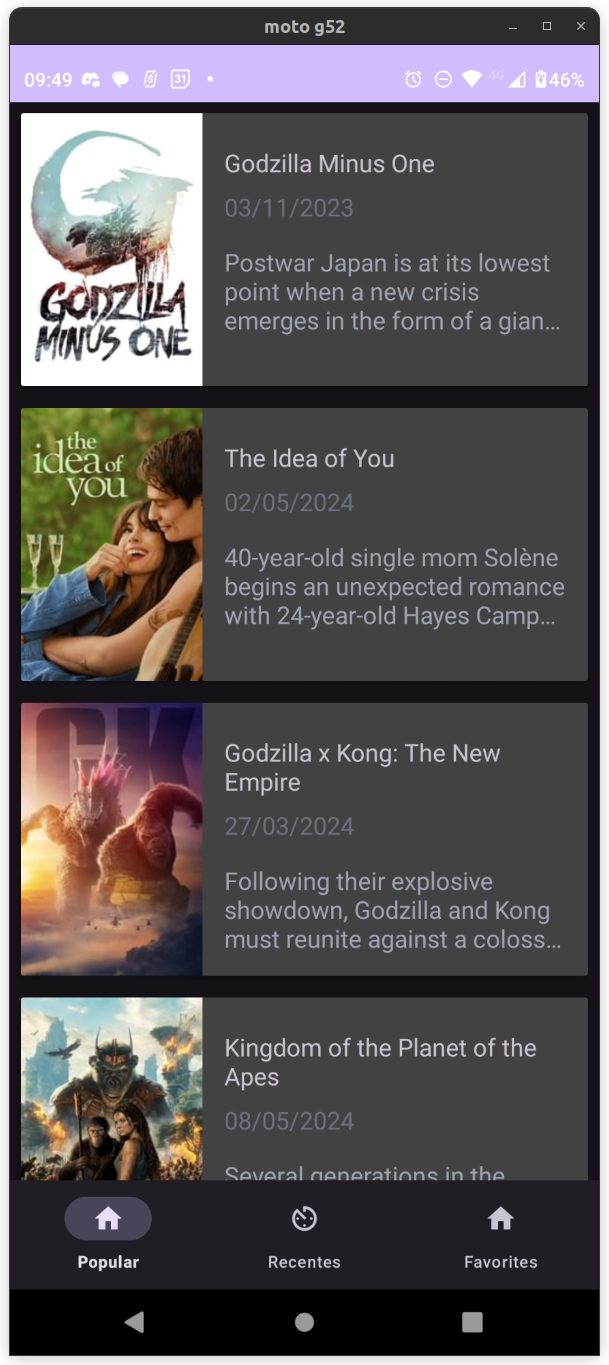 moto g52
09:49
31
4G
46%
GODZILLA
MINUS ONE
Godzilla Minus One
03/11/2023
Postwar Japan is at its lowest
point when a new crisis
emerges in the form of a gian…
the
idea of
you
The Idea of You
02/05/2024
40-year-old single mom Solène
begins an unexpected romance
with 24-year-old Hayes Camp…
GK
Godzilla x Kong: The New
Empire
27/03/2024
Following their explosive
showdown, Godzilla and Kong
must reunite against a coloss…
Kingdom of the Planet of the
Apes
08/05/2024
Several generations in the
Popular
Recentes
Favorites